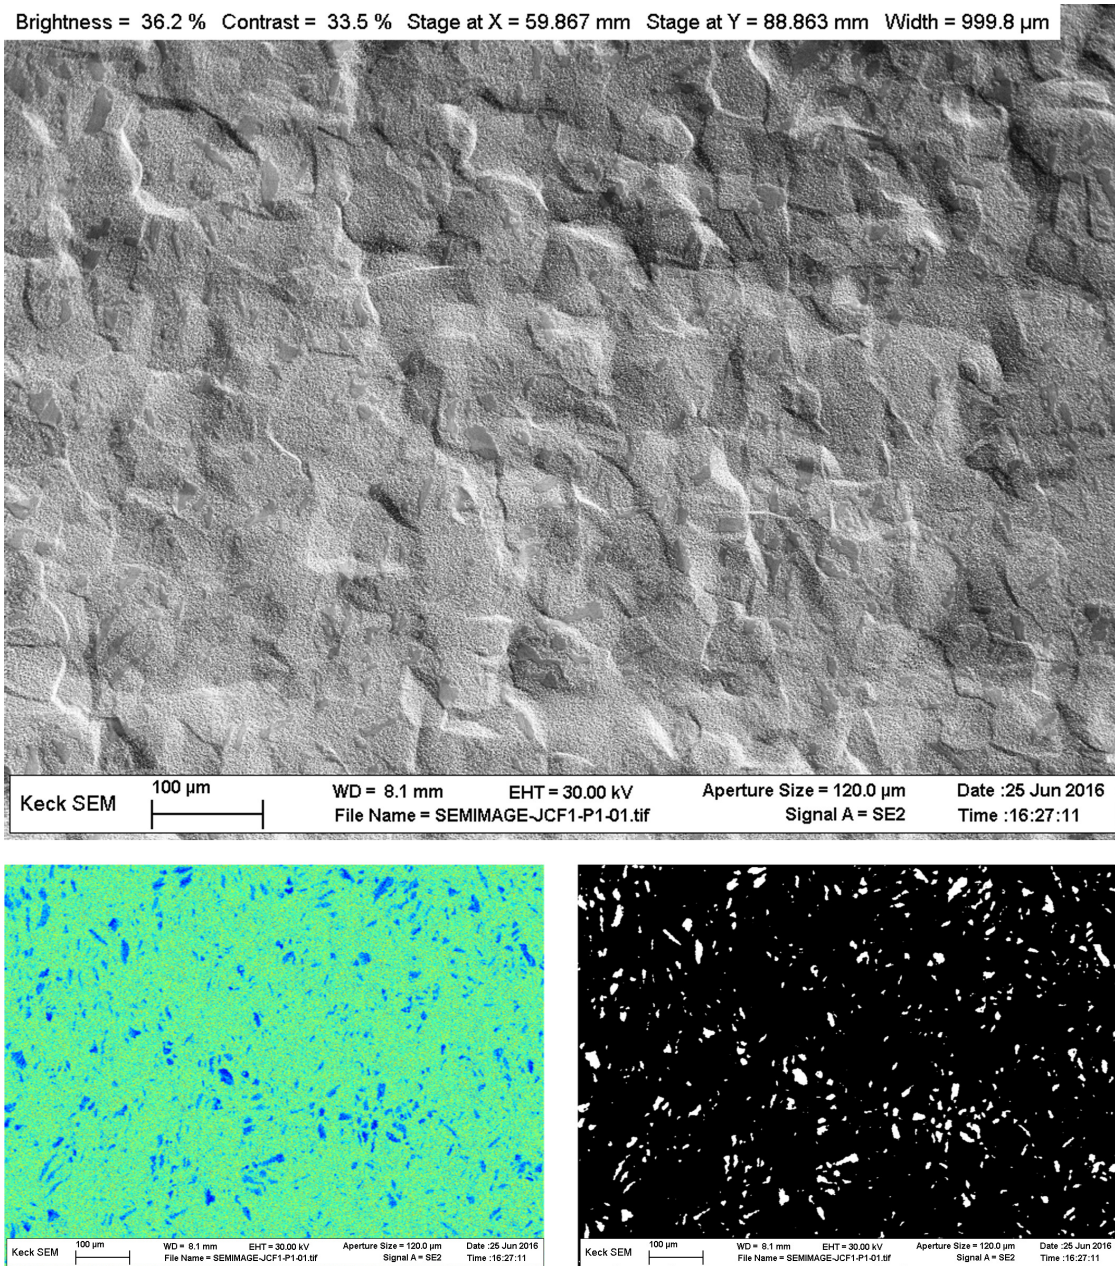 Brightness = 36.2 % Contrast = 33.5 % Stage at X = 59.867 mm Stage at Y = 88.863 mm Width = 999.8 µm
Keck SEM 100 µm WD = 8.1 mm EHT = 30.00 kV Aperture Size = 120.0 µm Date :25 Jun 2016
File Name = SEMIMAGE-JCF1-P1-01.tif Signal A = SE2 Time :16:27:11
Keck SEM 100 µm WD = 8.1 mm EHT = 30.00 kV Aperture Size = 120.0 µm Date :25 Jun 2016
File Name = SEMIMAGE-JCF1-P1-01.tif Signal A = SE2 Time :16:27:11
Keck SEM 100 µm WD = 8.1 mm EHT = 30.00 kV Aperture Size = 120.0 µm Date :25 Jun 2016
File Name = SEMIMAGE-JCF1-P1-01.tif Signal A = SE2 Time :16:27:11